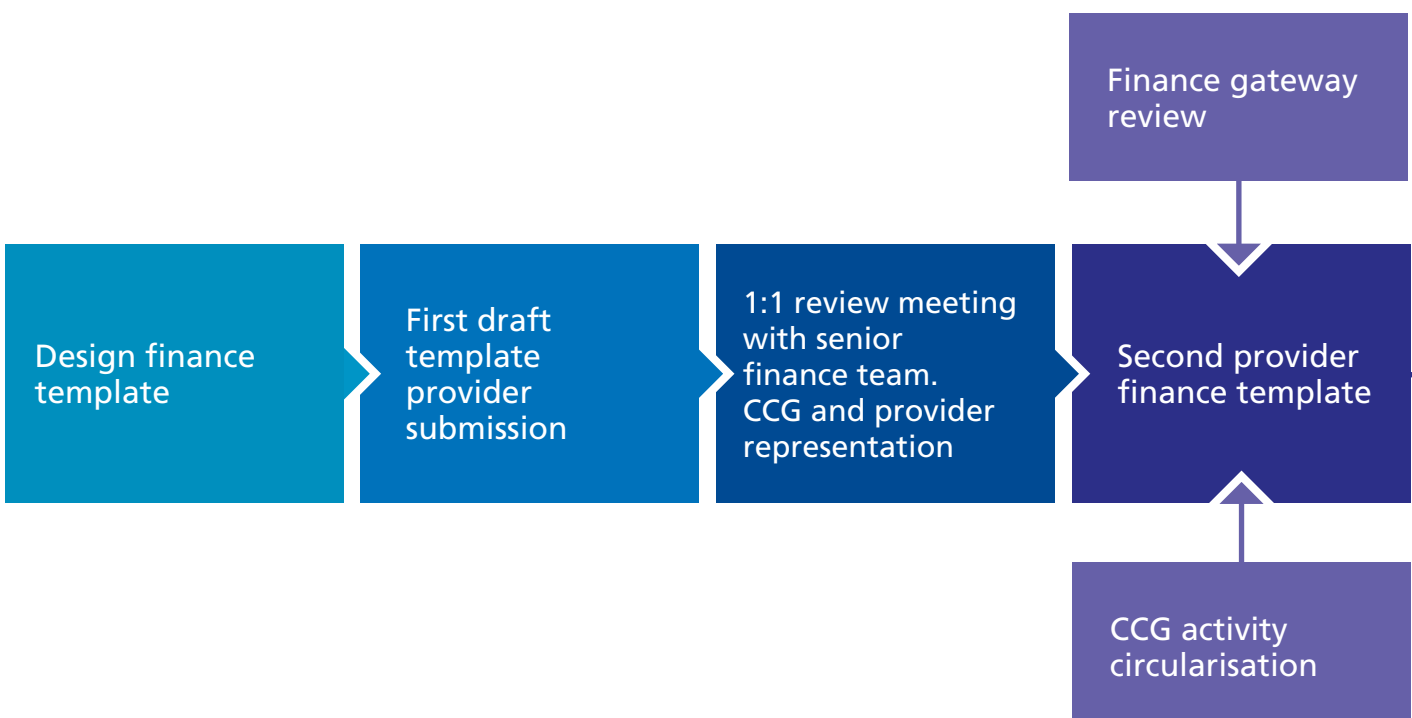 Finance gateway
review
Design finance
template
First draft
template
provider
submission
1:1 review meeting
with senior
finance team.
CCG and provider
representation
Second provider
finance template
CCG activity
circularisation